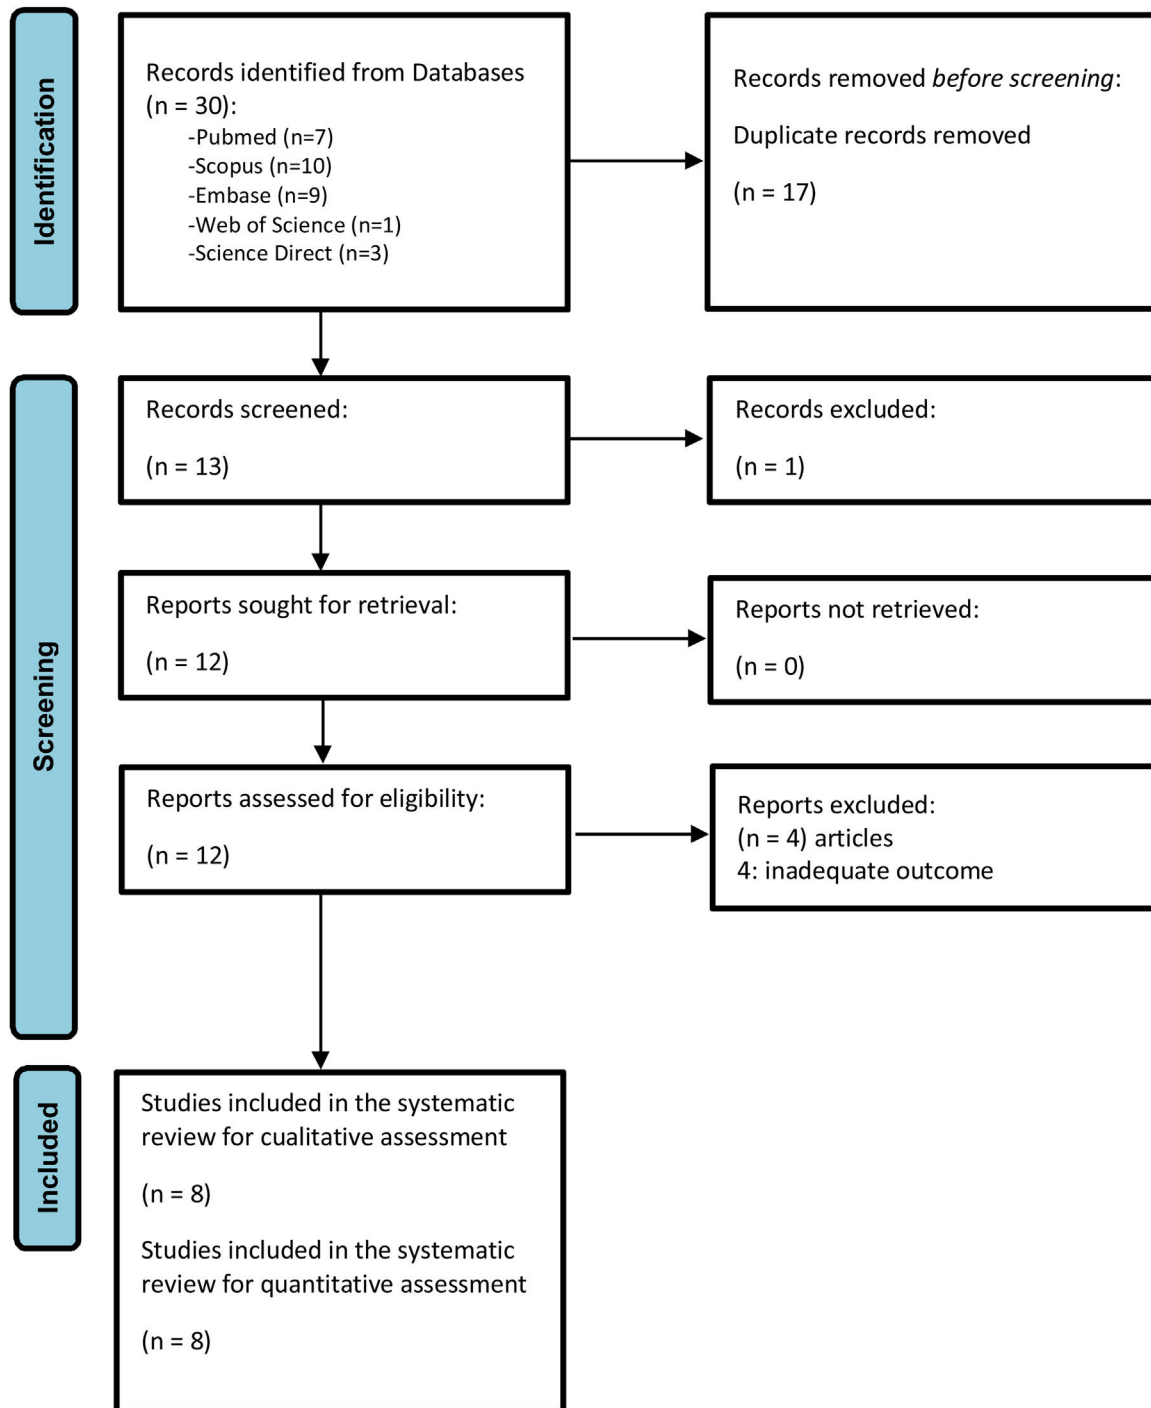 Identification
Records identified from Databases
(n = 30):
-Pubmed (n=7)
-Scopus (n=10)
-Embase (n=9)
-Web of Science (n=1)
-Science Direct (n=3)
Records removed before screening:
Duplicate records removed
(n = 17)
Screening
Records screened:
(n = 13)
Records excluded:
(n = 1)
Reports sought for retrieval:
(n = 12)
Reports not retrieved:
(n = 0)
Reports assessed for eligibility:
(n = 12)
Reports excluded:
(n = 4) articles
4: inadequate outcome
Included
Studies included in the systematic
review for cualitative assessment
(n = 8)
Studies included in the systematic
review for quantitative assessment
(n = 8)